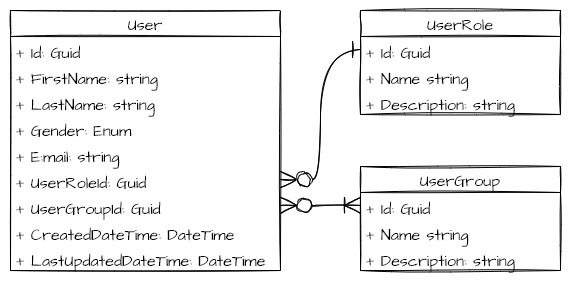 User
+ Id: Guid
+ FirstName: string
+ LastName: string
+ Gender: Enum
+ E:mail: string
+ UserRoleId: Guid
+ UserGroupId: Guid
+ CreatedDateTime: DateTime
+ LastUpdatedDateTime: DateTime
UserRole
+ Id: Guid
+ Name string
+ Description: string
UserGroup
+ Id: Guid
+ Name string
+ Description: string